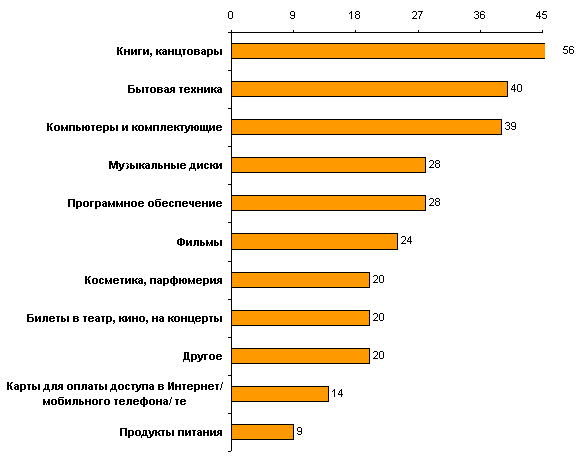 0 9 18 27 36 45
Книги, канцтовары 56
Бытовая техника 40
Компьютеры и комплектующие 39
Музыкальные диски 28
Программное обеспечение 28
Фильмы 24
Косметика, парфюмерия 20
Билеты в театр, кино, на концерты 20
Другое 20
Карты для оплаты доступа в Интернет/
мобильного телефона/ те 14
Продукты питания 9